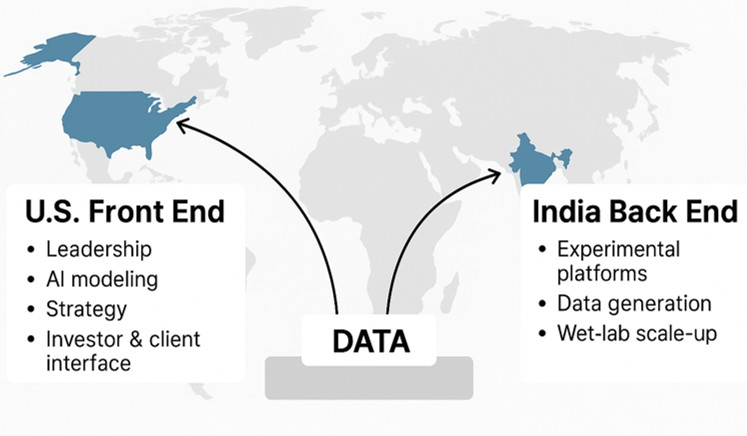 U.S. Front End
• Leadership
• AI modeling
• Strategy
• Investor & client
interface
DATA
India Back End
• Experimental
platforms
• Data generation
• Wet-lab scale-up